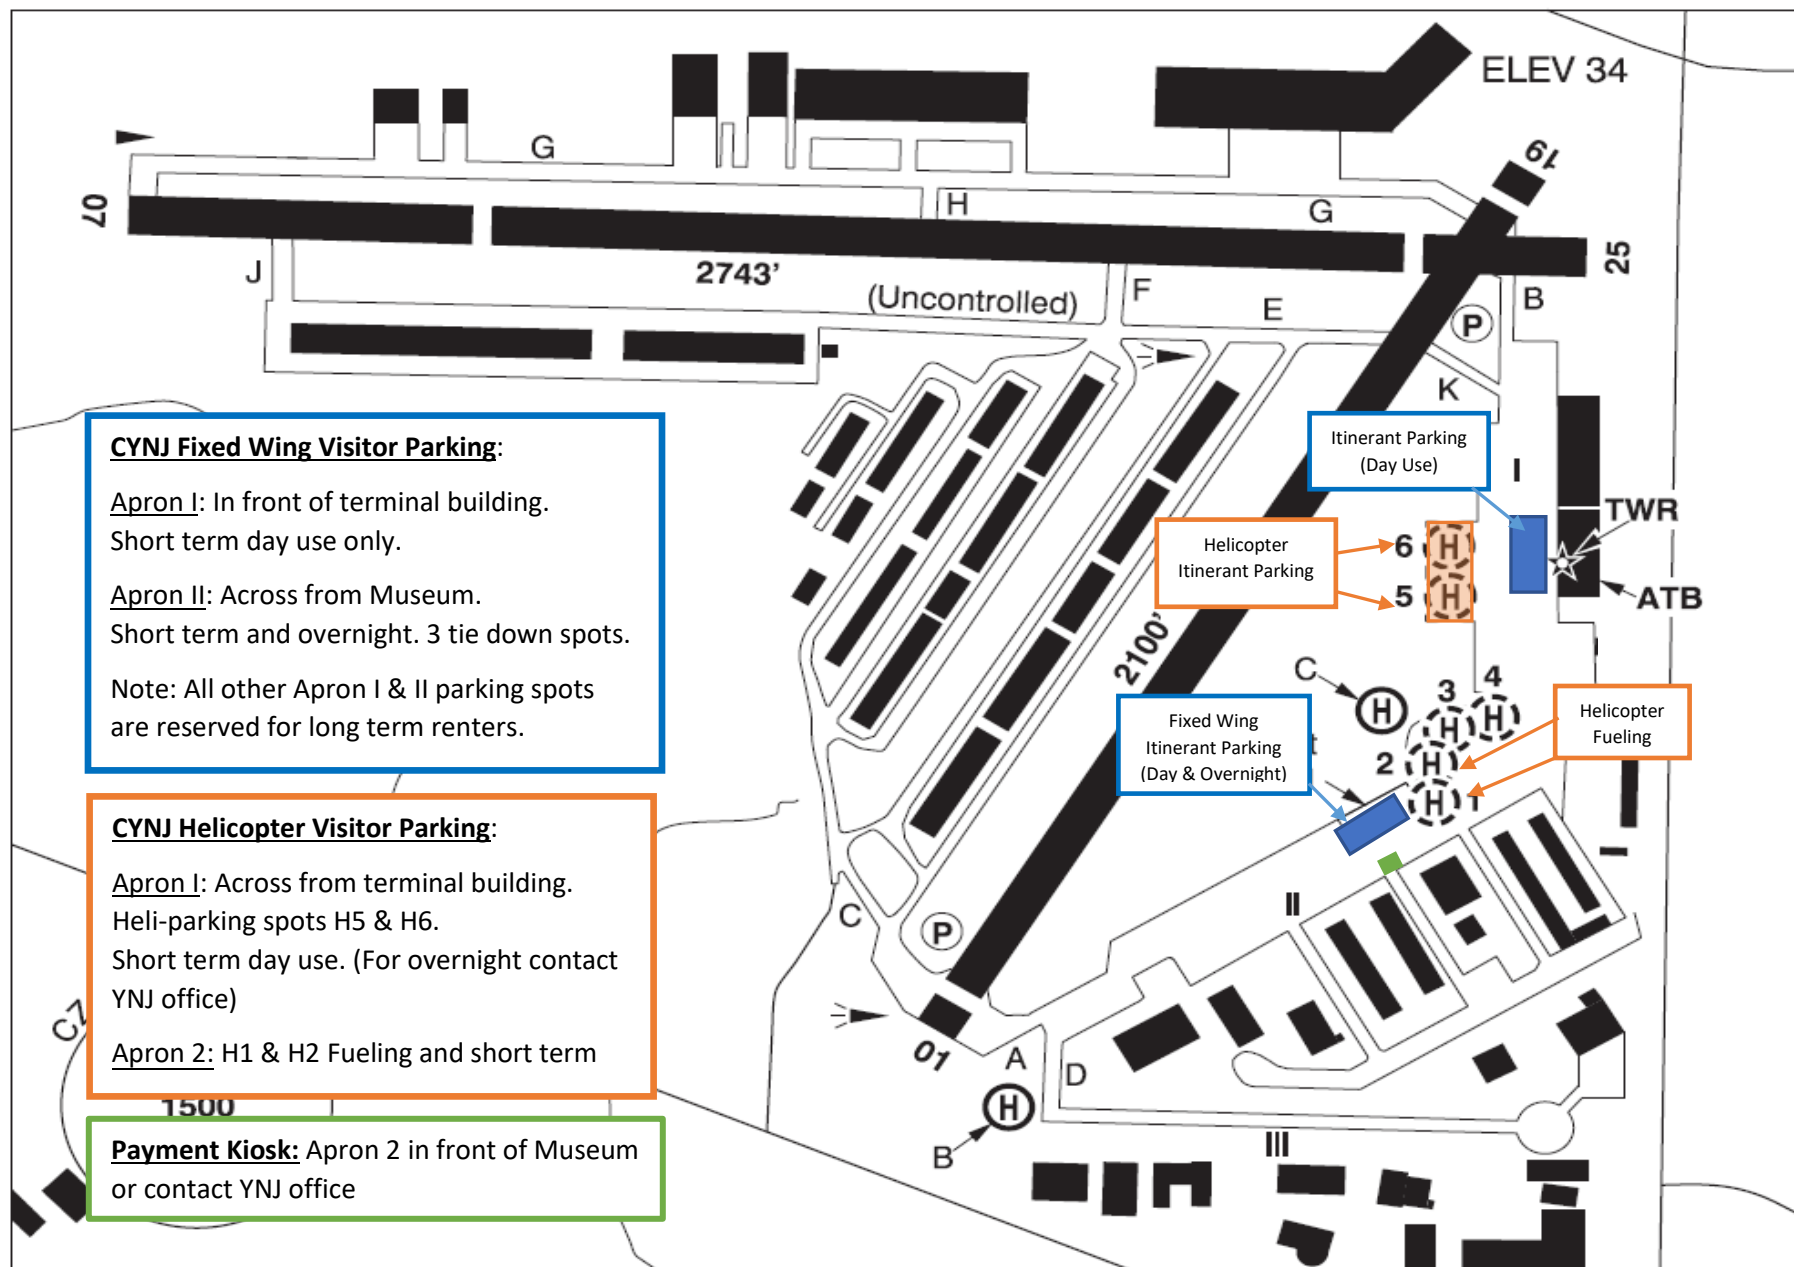 ELEV 34
G
19
07
H
G
25
J
2743'
(Uncontrolled)
F
E
B
P
K
CYNJ Fixed Wing Visitor Parking:
Apron I: In front of terminal building.
Short term day use only.
Apron II: Across from Museum.
Short term and overnight. 3 tie down spots.
Note: All other Apron I & II parking spots
are reserved for long term renters.
Itinerant Parking
(Day Use)
I
TWR
Helicopter
Itinerant Parking
6
H
5
H
ATB
2100'
C
H
3
4
H
H
Fixed Wing
Itinerant Parking
(Day & Overnight)
t
Helicopter
Fueling
2
H
H
1
CYNJ Helicopter Visitor Parking:
Apron I: Across from terminal building.
Heli-parking spots H5 & H6.
Short term day use. (For overnight contact
YNJ office)
Apron 2: H1 & H2 Fueling and short term
C
P
II
I
CZ
01
A
D
H
B
III
1500
Payment Kiosk: Apron 2 in front of Museum
or contact YNJ office